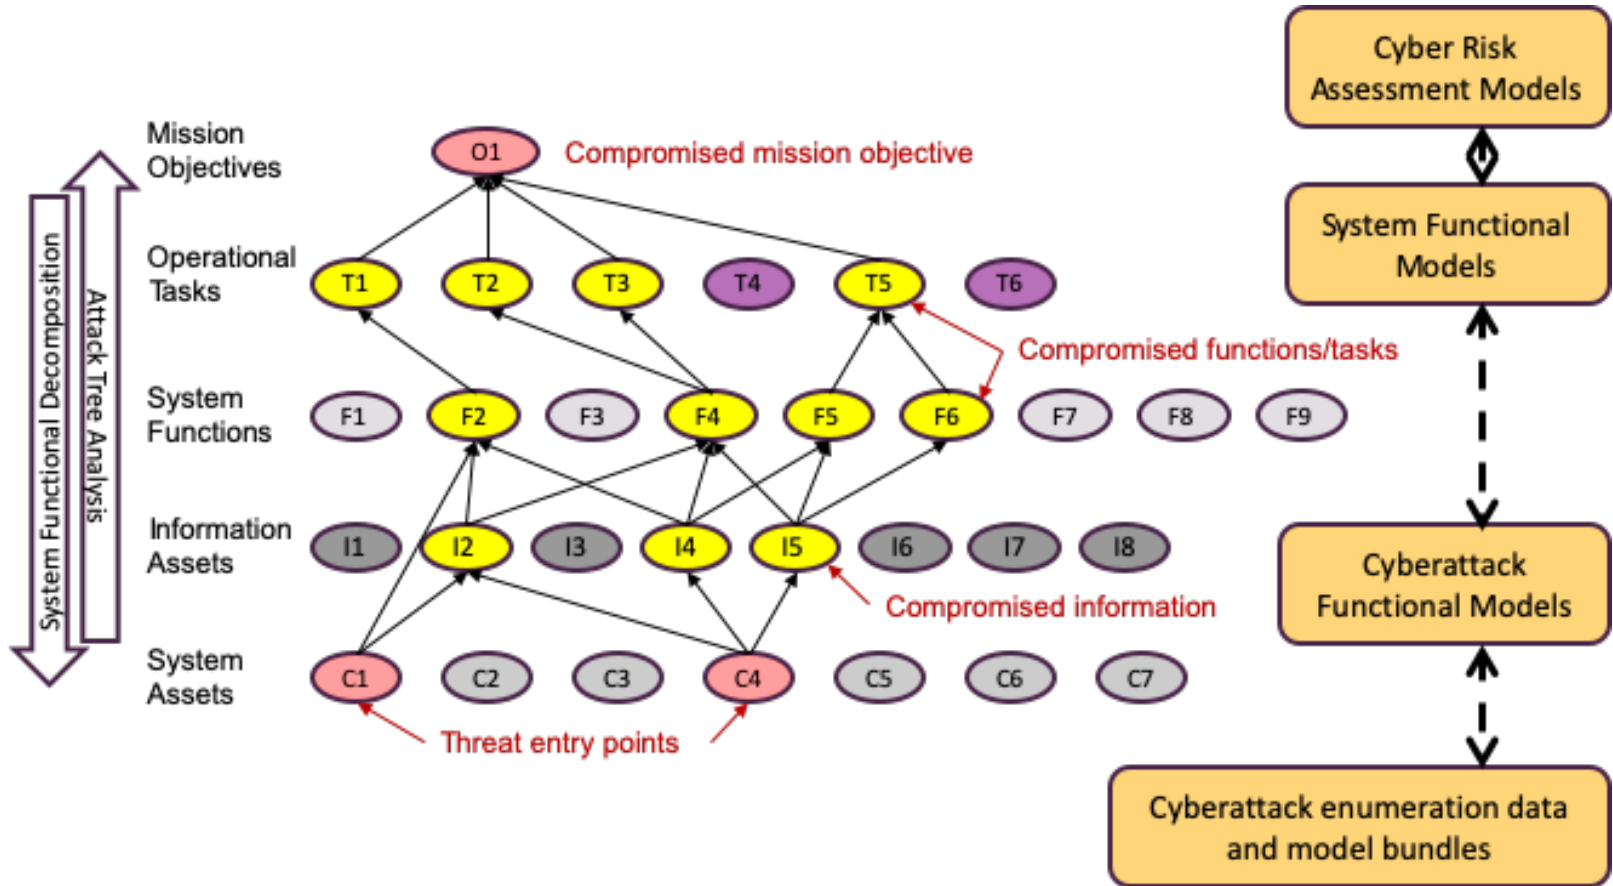 Cyber Risk
Assessment Models
Mission
Objectives
O1
Compromised mission objective
System Functional
Models
Operational
Tasks
T1
T2
T3
T4
T5
T6
Compromised functions/tasks
System
Functions
F1
F2
F3
F4
F5
F6
F7
F8
F9
Information
Assets
I1
I2
I3
I4
I5
I6
I7
I8
Compromised information
Cyberattack
Functional Models
System
Assets
C1
C2
C3
C4
C5
C6
C7
Threat entry points
Cyberattack enumeration data
and model bundles
System Functional Decomposition
Attack Tree Analysis